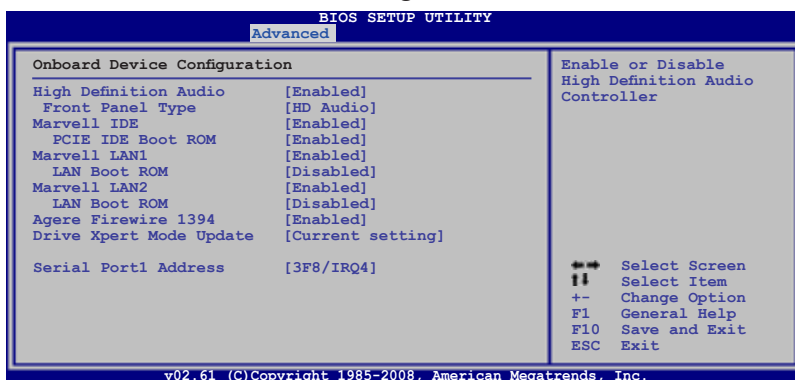 BIOS SETUP UTILITY
Advanced
Onboard Device Configuration
High Definition Audio [Enabled]
Front Panel Type [HD Audio]
Marvell IDE [Enabled]
PCIE IDE Boot ROM [Enabled]
Marvell LAN1 [Enabled]
LAN Boot ROM [Disabled]
Marvell LAN2 [Enabled]
LAN Boot ROM [Disabled]
Agere Firewire 1394 [Enabled]
Drive Xpert Mode Update [Current setting]
Serial Port1 Address [3F8/IRQ4]
Enable or Disable
High Definition Audio
Controller
←→ Select Screen
↑↓ Select Item
+- Change Option
F1 General Help
F10 Save and Exit
ESC Exit
v02.61 (C)Copyright 1985-2008, American Megatrends, Inc.